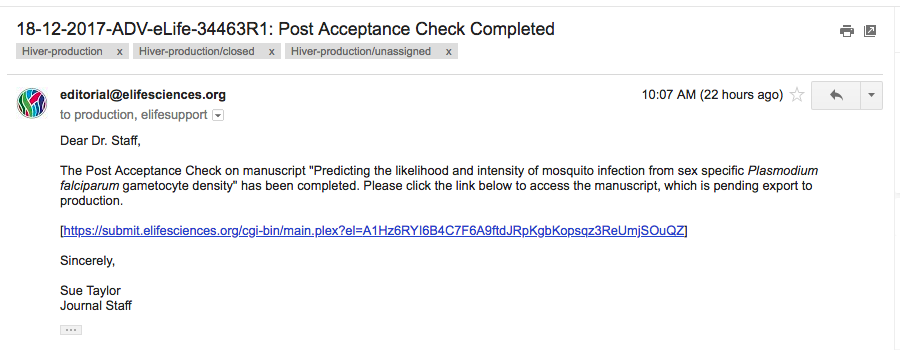 18-12-2017-ADV-eLife-34463R1: Post Acceptance Check Completed
Hiver-production x Hiver-production/closed x Hiver-production/unassigned x
editorial@elifesciences.org 10:07 AM (22 hours ago)
to production, elifesupport
Dear Dr. Staff,
The Post Acceptance Check on manuscript "Predicting the likelihood and intensity of mosquito infection from sex specific Plasmodium
falciparum gametocyte density" has been completed. Please click the link below to access the manuscript, which is pending export to
production.
[https://submit.elifesciences.org/cgi-bin/main.plex?el=A1Hz6RYI6B4C7F6A9ftdJRpKgbKopsqz3ReUmjSOuQZ]
Sincerely,
Sue Taylor
Journal Staff